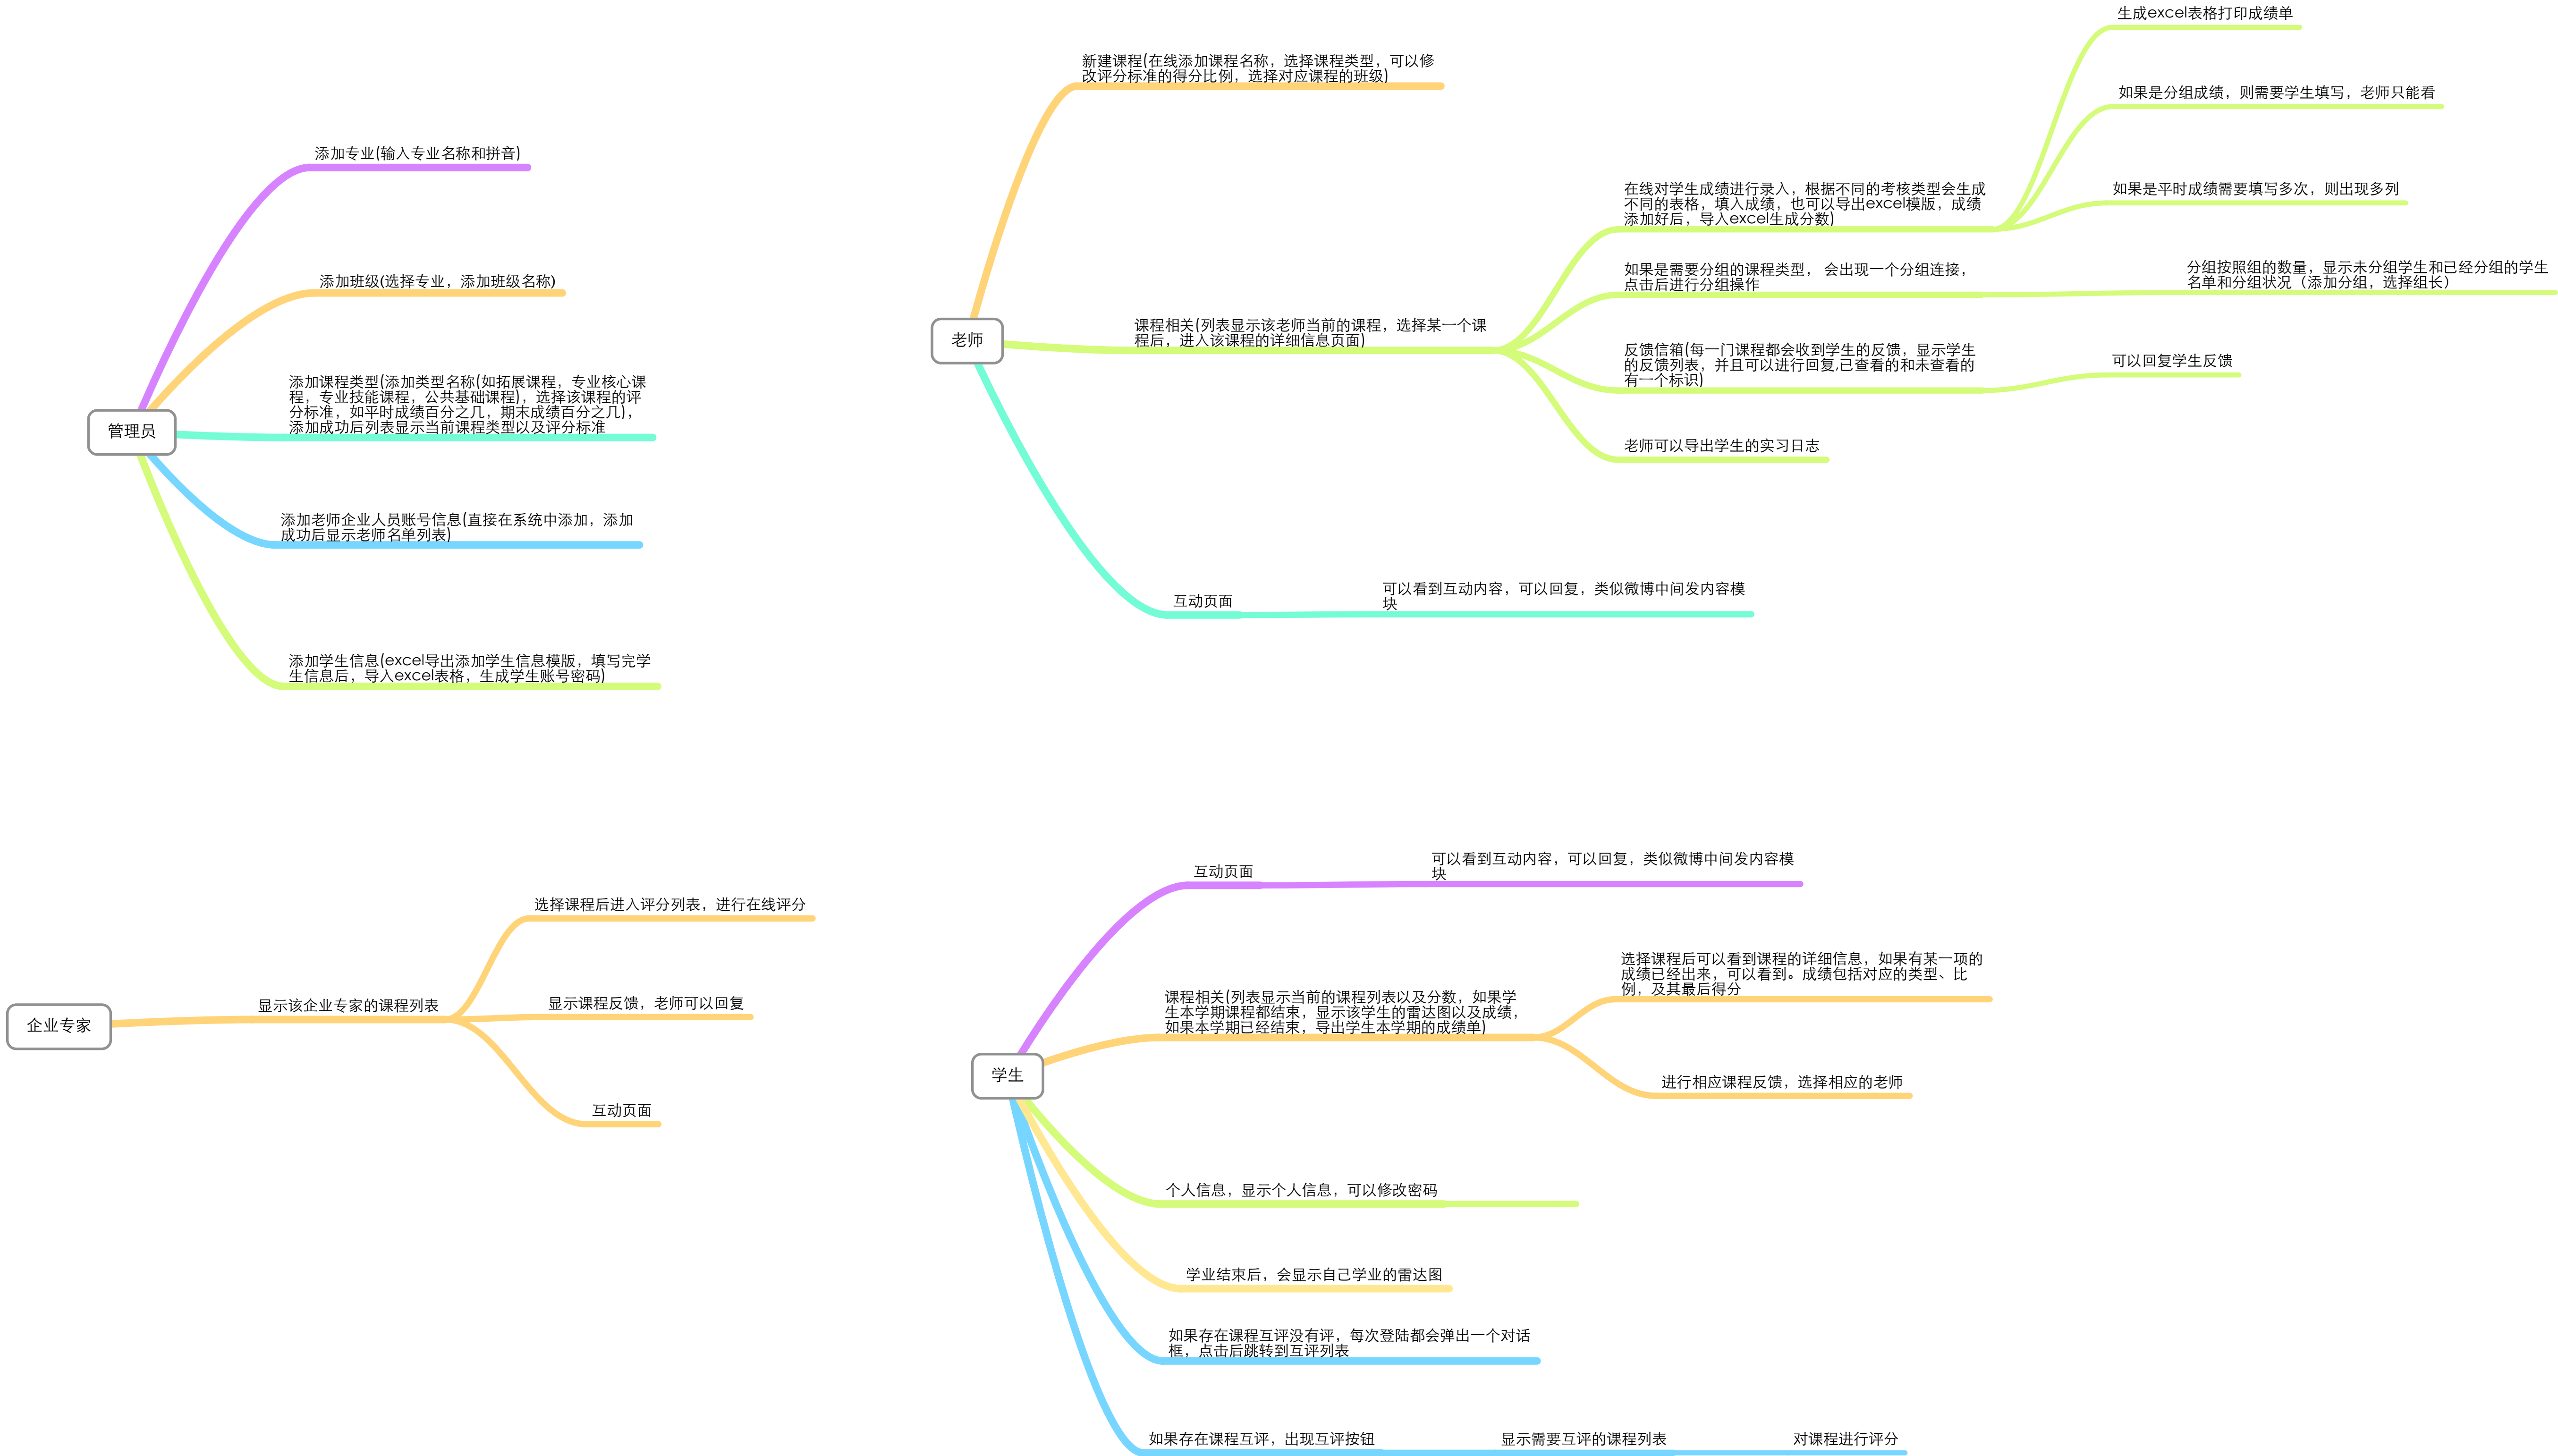 管理员
添加专业(输入专业名称和拼音)
添加班级(选择专业，添加班级名称)
添加课程类型(添加类型名称(如拓展课程，专业核心课
程，专业技能课程，公共基础课程)，选择该课程的评
分标准，如平时成绩百分之几，期末成绩百分之几)，
添加成功后列表显示当前课程类型以及评分标准
添加老师企业人员账号信息(直接在系统中添加，添加
成功后显示老师名单列表)
添加学生信息(excel导出添加学生信息模版，填写完学
生信息后，导入excel表格，生成学生账号密码)
老师
新建课程(在线添加课程名称，选择课程类型，可以修
改评分标准的得分比例，选择对应课程的班级)
课程相关(列表显示该老师当前的课程，选择某一个课
程后，进入该课程的详细信息页面)
在线对学生成绩进行录入，根据不同的考核类型会生成
不同的表格，填入成绩，也可以导出excel模版，成绩
添加好后，导入excel生成分数)
生成excel表格打印成绩单
如果是分组成绩，则需要学生填写，老师只能看
如果是平时成绩需要填写多次，则出现多列
如果是需要分组的课程类型， 会出现一个分组连接，
点击后进行分组操作
分组按照组的数量，显示未分组学生和已经分组的学生
名单和分组状况（添加分组，选择组长）
反馈信箱(每一门课程都会收到学生的反馈，显示学生
的反馈列表，并且可以进行回复,已查看的和未查看的
有一个标识)
可以回复学生反馈
老师可以导出学生的实习日志
互动页面
可以看到互动内容，可以回复，类似微博中间发内容模
块
企业专家
显示该企业专家的课程列表
选择课程后进入评分列表，进行在线评分
显示课程反馈，老师可以回复
互动页面
学生
互动页面
可以看到互动内容，可以回复，类似微博中间发内容模
块
课程相关(列表显示当前的课程列表以及分数，如果学
生本学期课程都结束，显示该学生的雷达图以及成绩，
如果本学期已经结束，导出学生本学期的成绩单)
选择课程后可以看到课程的详细信息，如果有某一项的
成绩已经出来，可以看到。成绩包括对应的类型、比
例，及其最后得分
进行相应课程反馈，选择相应的老师
个人信息，显示个人信息，可以修改密码
学业结束后，会显示自己学业的雷达图
如果存在课程互评没有评，每次登陆都会弹出一个对话
框，点击后跳转到互评列表
如果存在课程互评，出现互评按钮
显示需要互评的课程列表
对课程进行评分